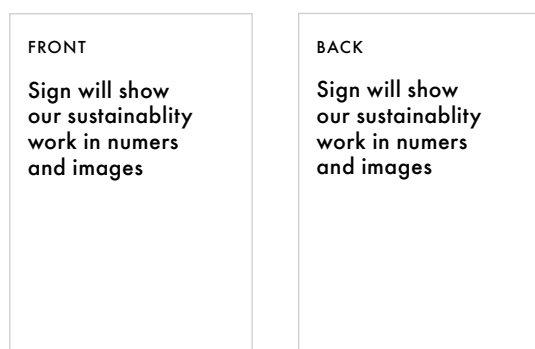 FRONT
Sign will show
our sustainablity
work in numers
and images
BACK
Sign will show
our sustainablity
work in numers
and images